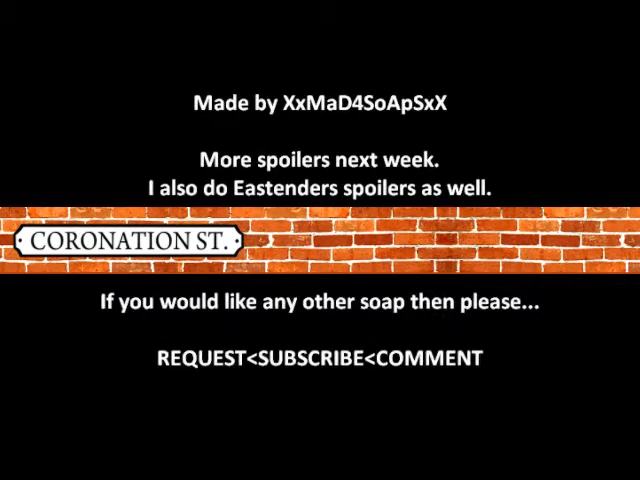 Made by XxMaD4SoApSxX
More spoilers next week.
I also do Eastenders spoilers as well.
CORONATION ST.
If you would like any other soap then please...
REQUEST<SUBSCRIBE<COMMENT